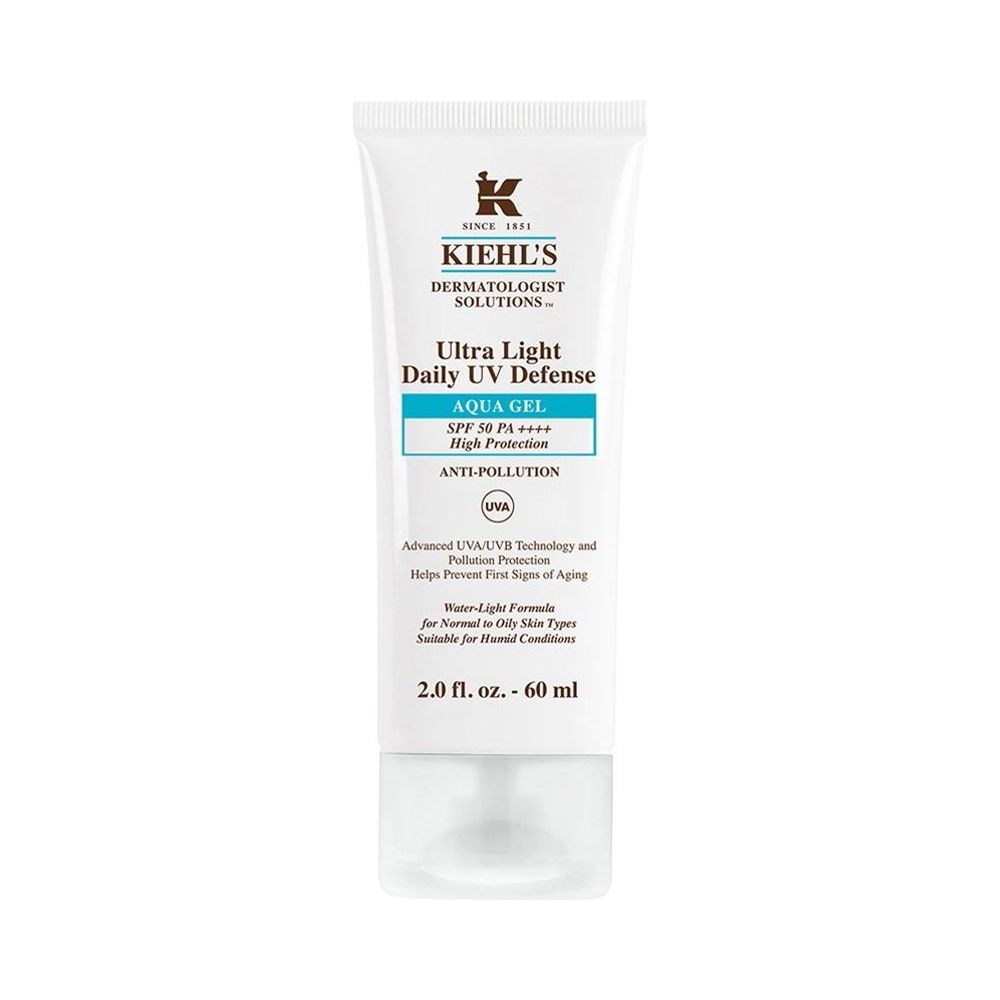 K
SINCE 1851
KIEHL'S
DERMATOLOGIST
SOLUTIONS™
Ultra Light
Daily UV Defense
AQUA GEL
SPF 50 PA ++++
High Protection
ANTI-POLLUTION
UVA
Advanced UVA/UVB Technology and
Pollution Protection
Helps Prevent First Signs of Aging
Water-Light Formula
for Normal to Oily Skin Types
Suitable for Humid Conditions
2.0 fl. oz. - 60 ml